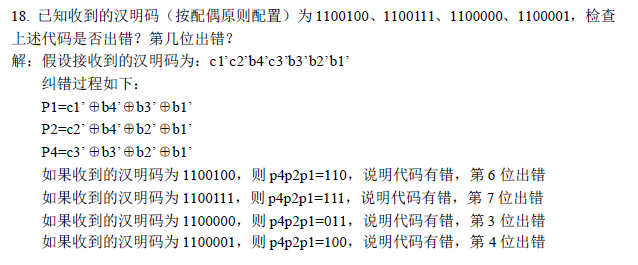 18. 已知收到的汉明码（按配偶原则配置）为 1100100、1100111、1100000、1100001，检查
上述代码是否出错？第几位出错？
解：假设接收到的汉明码为：c1’c2’b4’c3’b3’b2’b1’
纠错过程如下：
P1=c1’⊕b4’⊕b3’⊕b1’
P2=c2’⊕b4’⊕b2’⊕b1’
P4=c3’⊕b3’⊕b2’⊕b1’
如果收到的汉明码为 1100100，则 p4p2p1=110，说明代码有错，第 6 位出错
如果收到的汉明码为 1100111，则 p4p2p1=111，说明代码有错，第 7 位出错
如果收到的汉明码为 1100000，则 p4p2p1=011，说明代码有错，第 3 位出错
如果收到的汉明码为 1100001，则 p4p2p1=100，说明代码有错，第 4 位出错